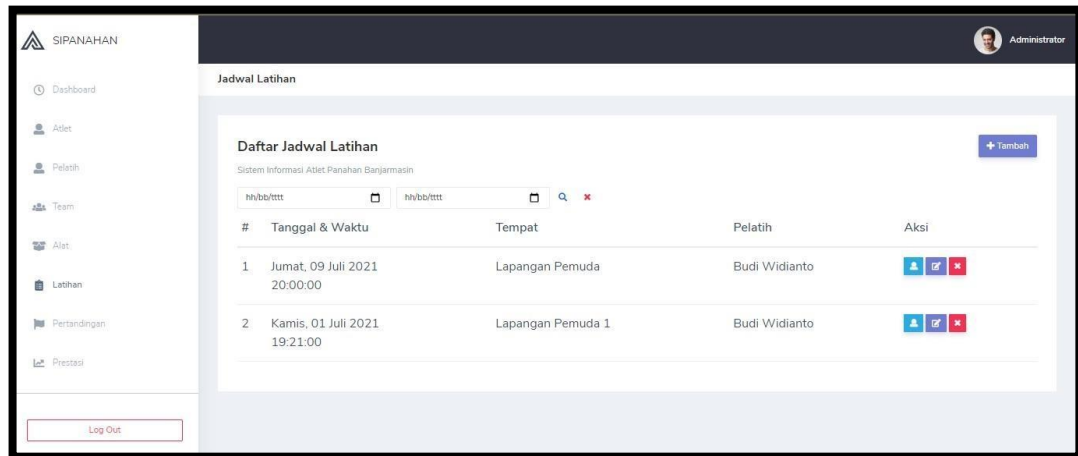 SIPANAHAN
Administrator
Dashboard
Atlet
Pelatih
Team
Alat
Latihan
Pertandingan
Prestasi
Log Out
Jadwal Latihan
Daftar Jadwal Latihan
+ Tambah
Sistem Informasi Atlet Panahan Banjarmasin
hh/bb/tttt hh/bb/tttt
# Tanggal & Waktu Tempat Pelatih Aksi
1 Jumat, 09 Juli 2021 Lapangan Pemuda Budi Widianto
20:00:00
2 Kamis, 01 Juli 2021 Lapangan Pemuda 1 Budi Widianto
19:21:00